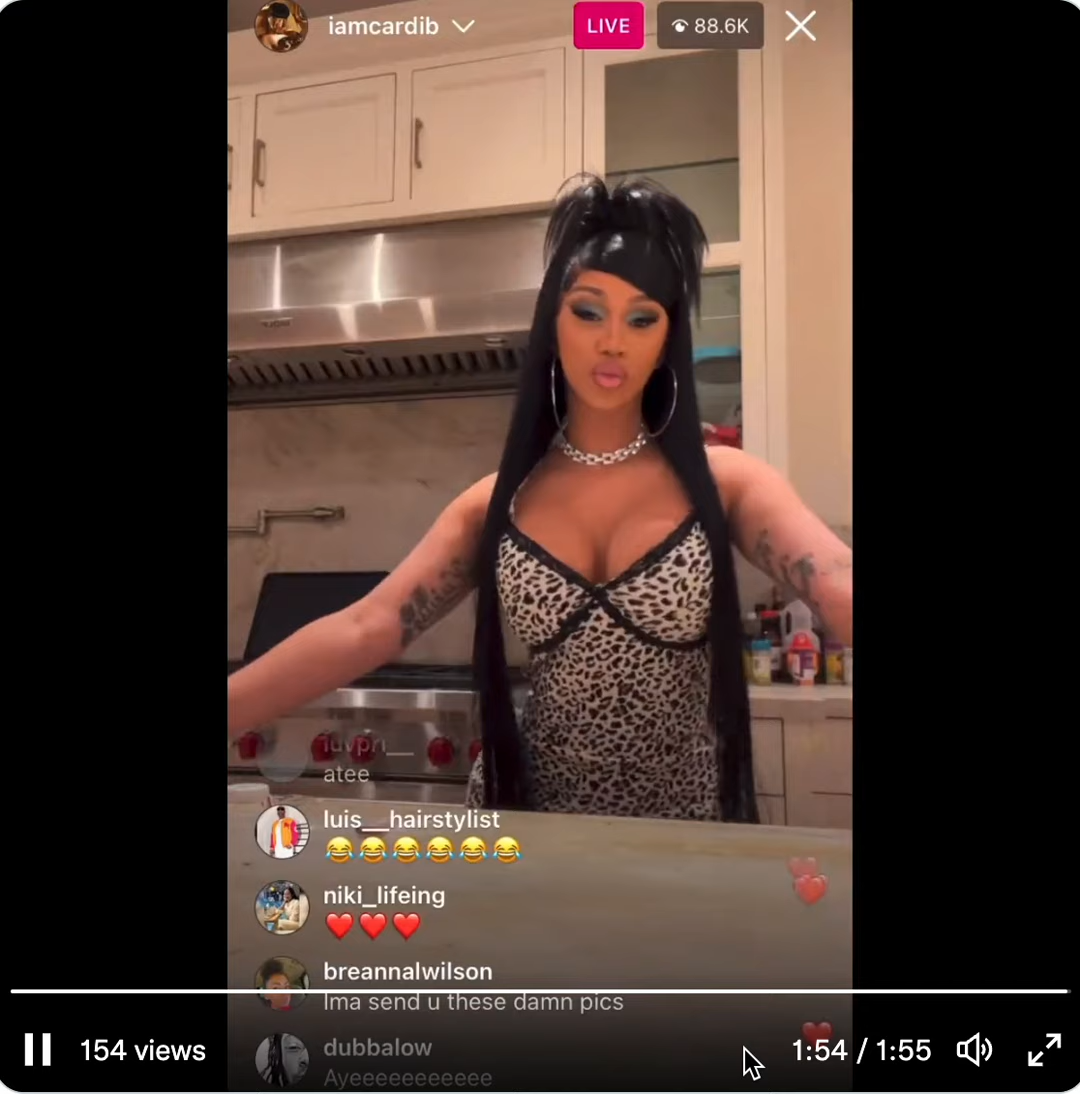 iamcardib
LIVE
88.6K
luvpri__
atee
luis__hairstylist
😂😂😂😂😂😂
niki_lifeing
❤️❤️❤️
breannalwilson
Ima send u these damn pics
dubbalow
Ayeeeeeeeeeee
154 views
1:54 / 1:55